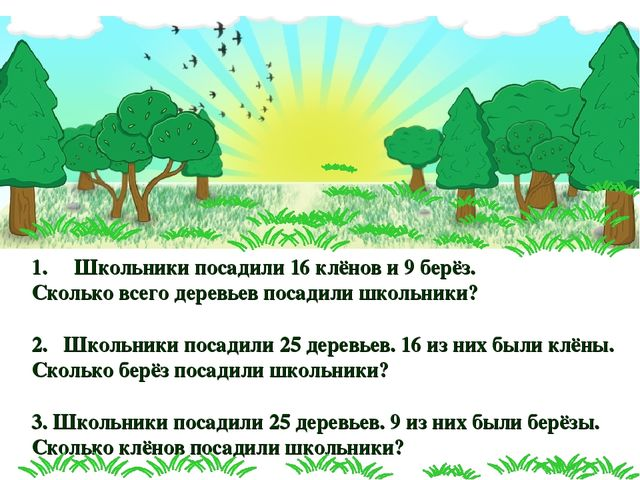 1. Школьники посадили 16 клёнов и 9 берёз.
Сколько всего деревьев посадили школьники?
2. Школьники посадили 25 деревьев. 16 из них были клёны.
Сколько берёз посадили школьники?
3. Школьники посадили 25 деревьев. 9 из них были берёзы.
Сколько клёнов посадили школьники?